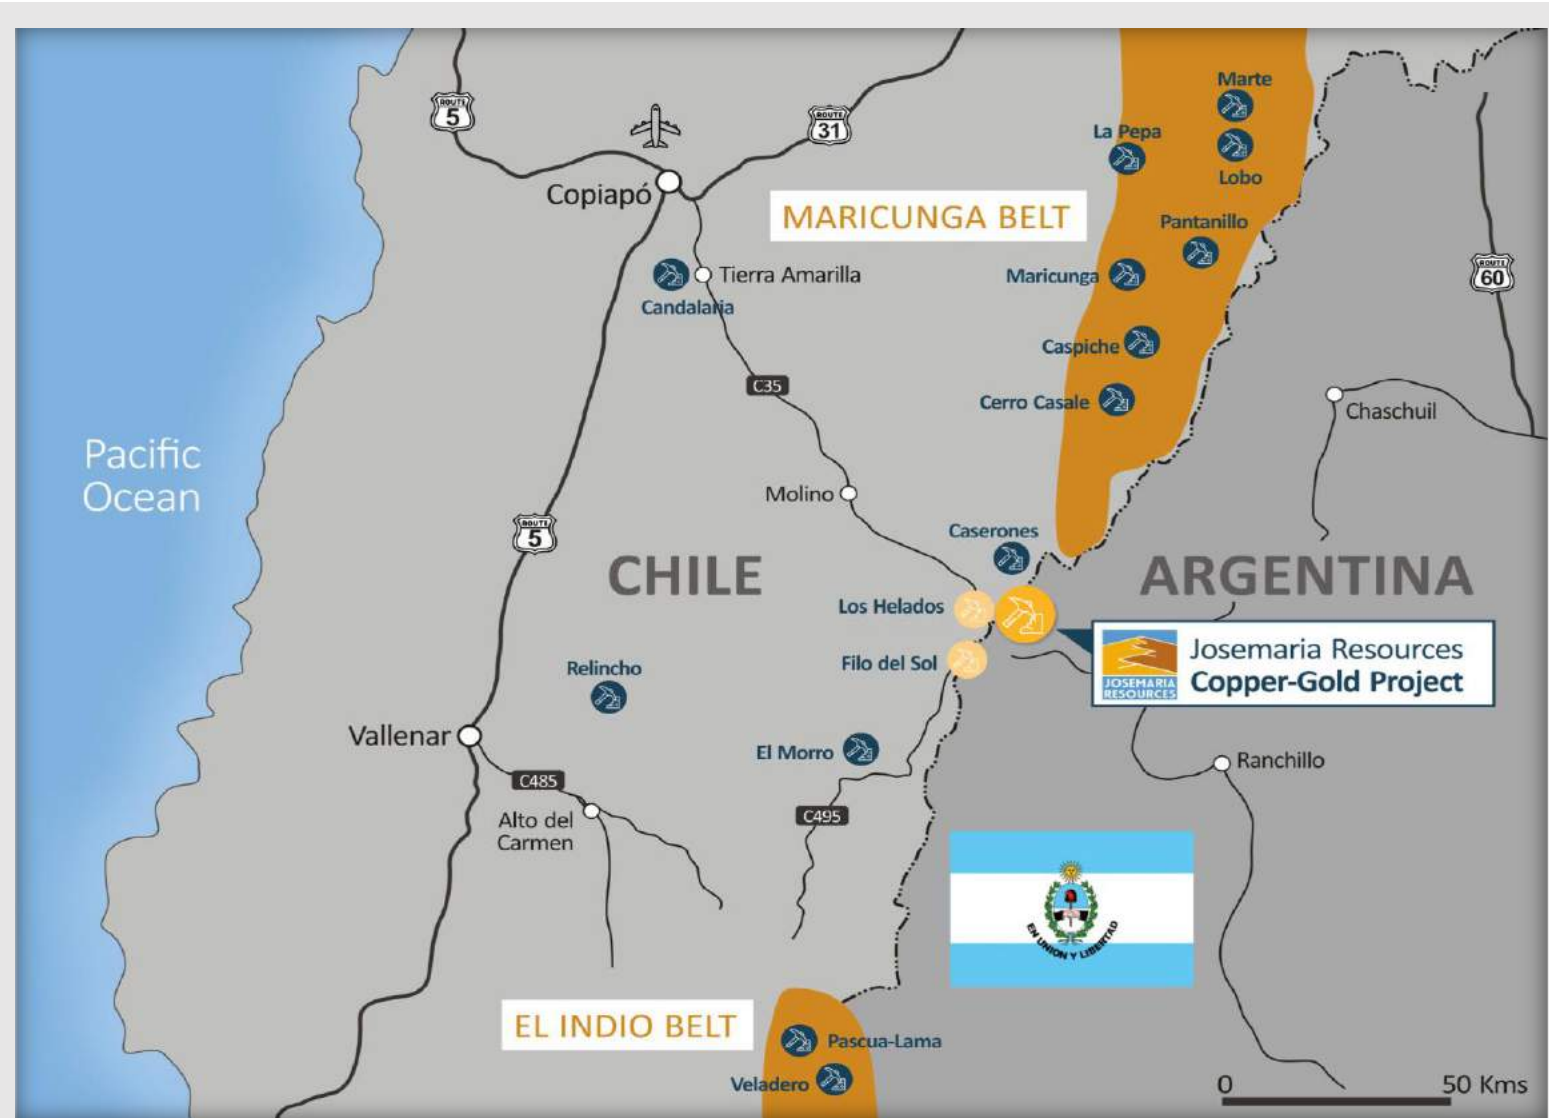 ROUTE
5
ROUTE
31
Marte
La Pepa
Lobo
Copiapó
MARICUNGA BELT
Pantanillo
Tierra Amarilla
Candalaria
Maricunga
ROUTE
60
Caspiche
C35
Cerro Casale
Chaschuil
Pacific
Ocean
Molino
ROUTE
5
Caserones
CHILE
ARGENTINA
Los Helados
Filo del Sol
JOSEMARIA
RESOURCES
Josemaria Resources
Copper-Gold Project
Relincho
Vallenar
El Morro
Ranchillo
C485
C495
Alto del
Carmen
EN UNION Y LIBERTAD
EL INDIO BELT
Pascua-Lama
Veladero
0 50 Kms